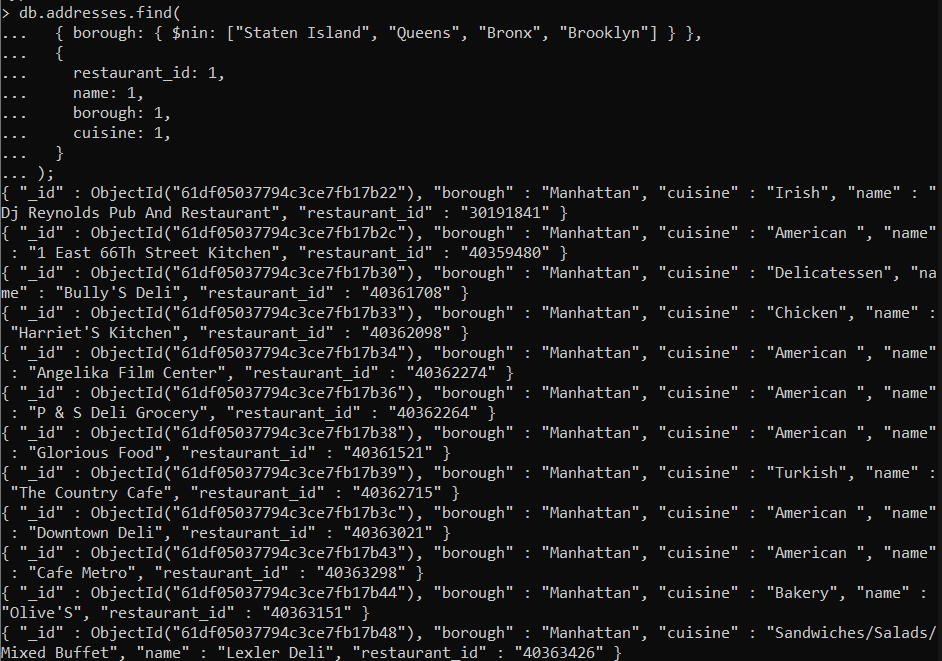 > db.addresses.find(
...   { borough: { $nin: ["Staten Island", "Queens", "Bronx", "Brooklyn"] } },
...   {
...     restaurant_id: 1,
...     name: 1,
...     borough: 1,
...     cuisine: 1,
...   }
... );
{ "_id" : ObjectId("61df05037794c3ce7fb17b22"), "borough" : "Manhattan", "cuisine" : "Irish", "name" : "
Dj Reynolds Pub And Restaurant", "restaurant_id" : "30191841" }
{ "_id" : ObjectId("61df05037794c3ce7fb17b2c"), "borough" : "Manhattan", "cuisine" : "American ", "name"
 : "1 East 66Th Street Kitchen", "restaurant_id" : "40359480" }
{ "_id" : ObjectId("61df05037794c3ce7fb17b30"), "borough" : "Manhattan", "cuisine" : "Delicatessen", "na
me" : "Bully'S Deli", "restaurant_id" : "40361708" }
{ "_id" : ObjectId("61df05037794c3ce7fb17b33"), "borough" : "Manhattan", "cuisine" : "Chicken", "name" :
 "Harriet'S Kitchen", "restaurant_id" : "40362098" }
{ "_id" : ObjectId("61df05037794c3ce7fb17b34"), "borough" : "Manhattan", "cuisine" : "American ", "name"
 : "Angelika Film Center", "restaurant_id" : "40362274" }
{ "_id" : ObjectId("61df05037794c3ce7fb17b36"), "borough" : "Manhattan", "cuisine" : "American ", "name"
 : "P & S Deli Grocery", "restaurant_id" : "40362264" }
{ "_id" : ObjectId("61df05037794c3ce7fb17b38"), "borough" : "Manhattan", "cuisine" : "American ", "name"
 : "Glorious Food", "restaurant_id" : "40361521" }
{ "_id" : ObjectId("61df05037794c3ce7fb17b39"), "borough" : "Manhattan", "cuisine" : "Turkish", "name" :
 "The Country Cafe", "restaurant_id" : "40362715" }
{ "_id" : ObjectId("61df05037794c3ce7fb17b3c"), "borough" : "Manhattan", "cuisine" : "American ", "name"
 : "Downtown Deli", "restaurant_id" : "40363021" }
{ "_id" : ObjectId("61df05037794c3ce7fb17b43"), "borough" : "Manhattan", "cuisine" : "American ", "name"
 : "Cafe Metro", "restaurant_id" : "40363298" }
{ "_id" : ObjectId("61df05037794c3ce7fb17b44"), "borough" : "Manhattan", "cuisine" : "Bakery", "name" :
"Olive'S", "restaurant_id" : "40363151" }
{ "_id" : ObjectId("61df05037794c3ce7fb17b48"), "borough" : "Manhattan", "cuisine" : "Sandwiches/Salads/
Mixed Buffet", "name" : "Lexler Deli", "restaurant_id" : "40363426" }